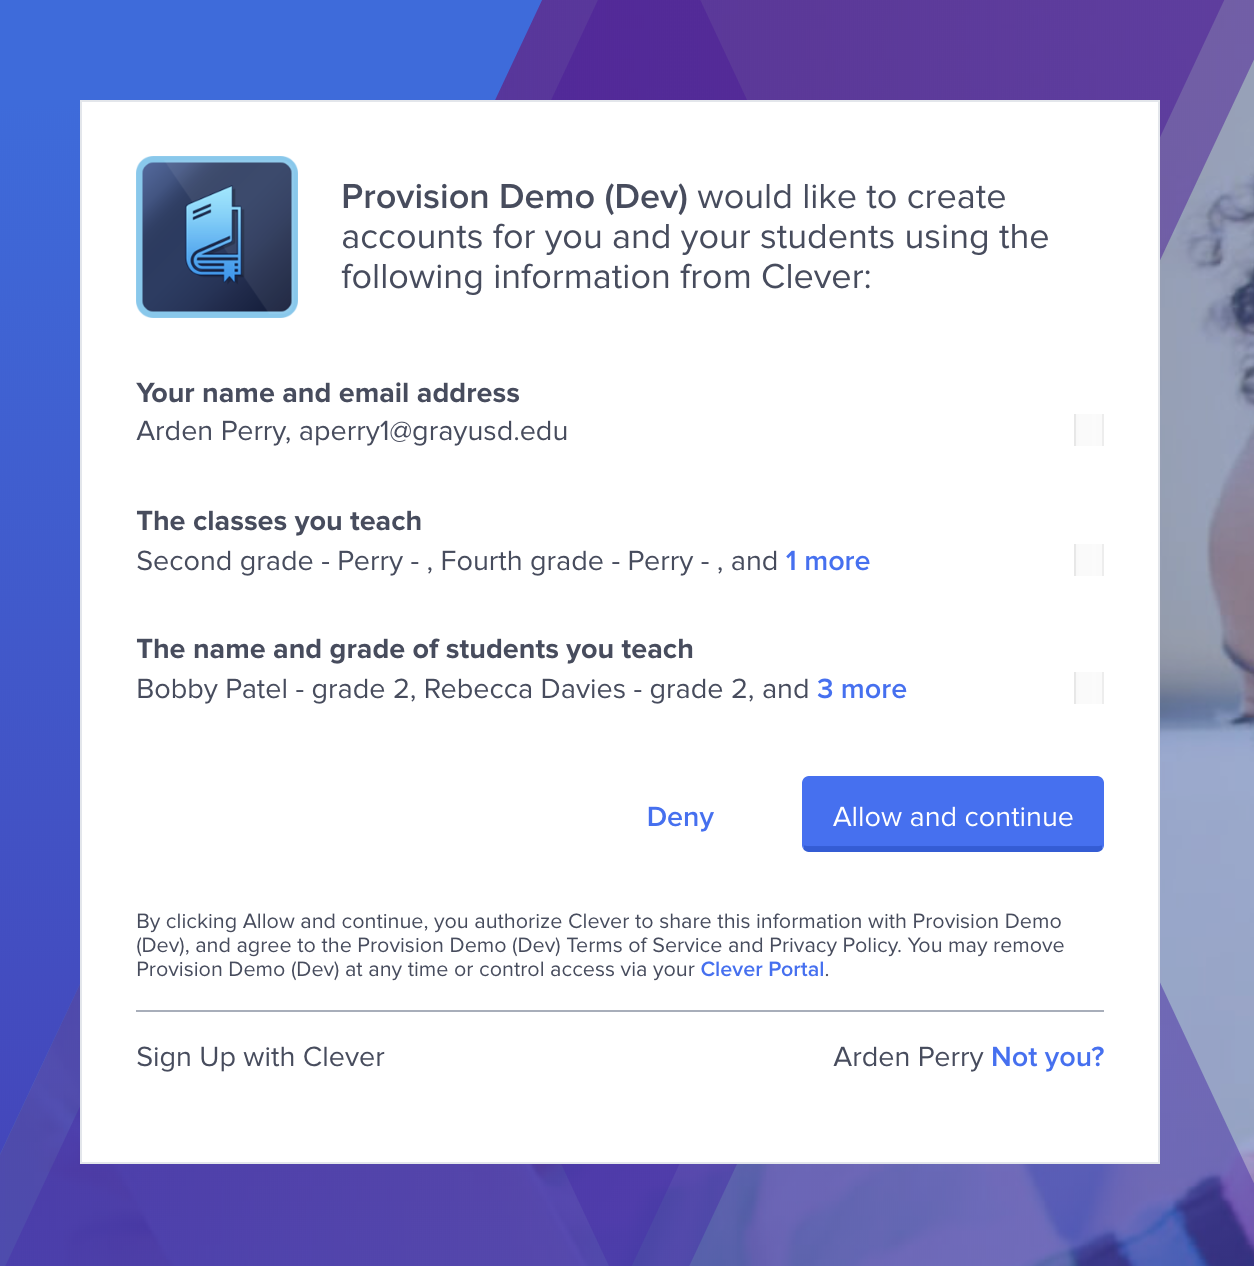 Provision Demo (Dev) would like to create
accounts for you and your students using the
following information from Clever:
Your name and email address
Arden Perry, aperry1@grayusd.edu
The classes you teach
Second grade - Perry - , Fourth grade - Perry - , and 1 more
The name and grade of students you teach
Bobby Patel - grade 2, Rebecca Davies - grade 2, and 3 more
Deny
Allow and continue
By clicking Allow and continue, you authorize Clever to share this information with Provision Demo
(Dev), and agree to the Provision Demo (Dev) Terms of Service and Privacy Policy. You may remove
Provision Demo (Dev) at any time or control access via your Clever Portal.
Sign Up with Clever
Arden Perry Not you?